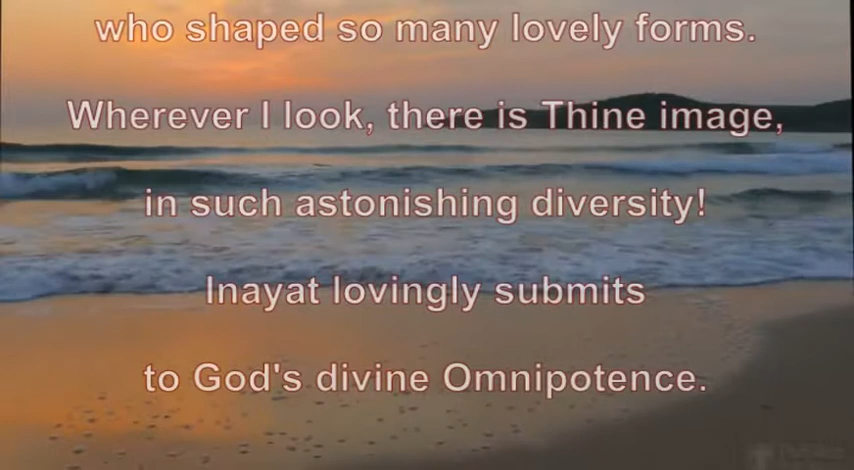 who shaped so many lovely forms.
Wherever I look, there is Thine image,
in such astonishing diversity!
Inayat lovingly submits
to God's divine Omnipotence.